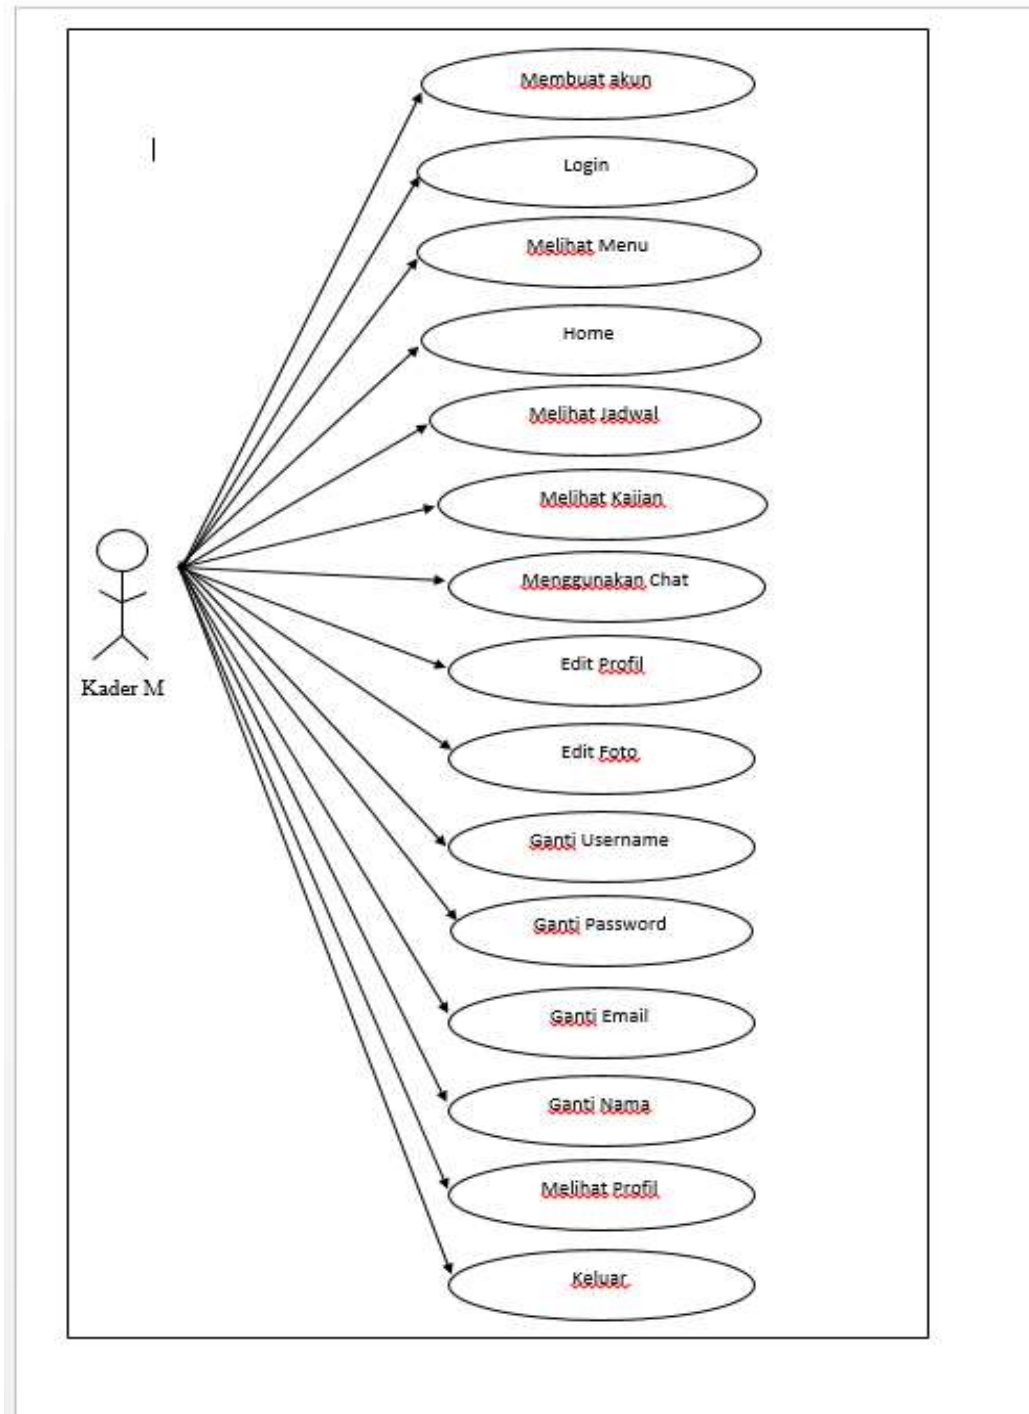 Membuat akun
Login
Melihat Menu
Home
Melihat Jadwal
Melihat Kajian
Menggunakan Chat
Edit Profil
Kader M
Edit Foto
Ganti Username
Ganti Password
Ganti Email
Ganti Nama
Melihat Profil
Keluar